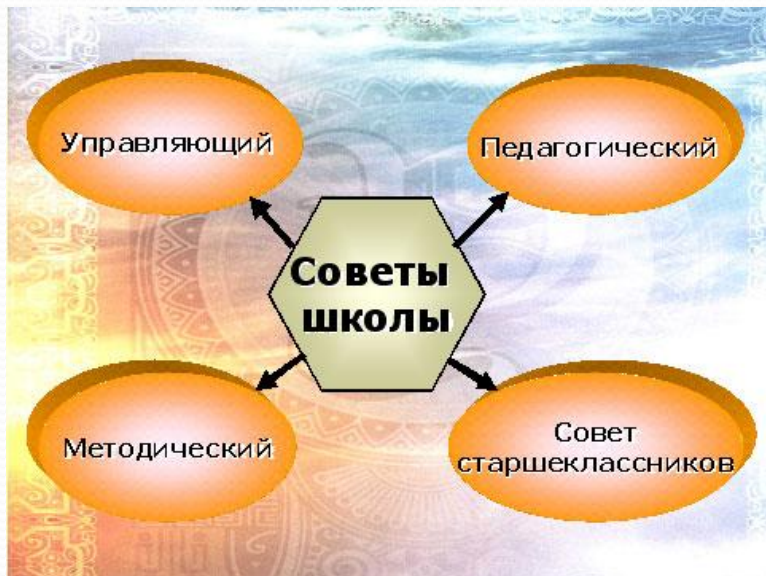 Управляющий
Педагогический
Советы
школы
Методический
Совет
старшеклассников